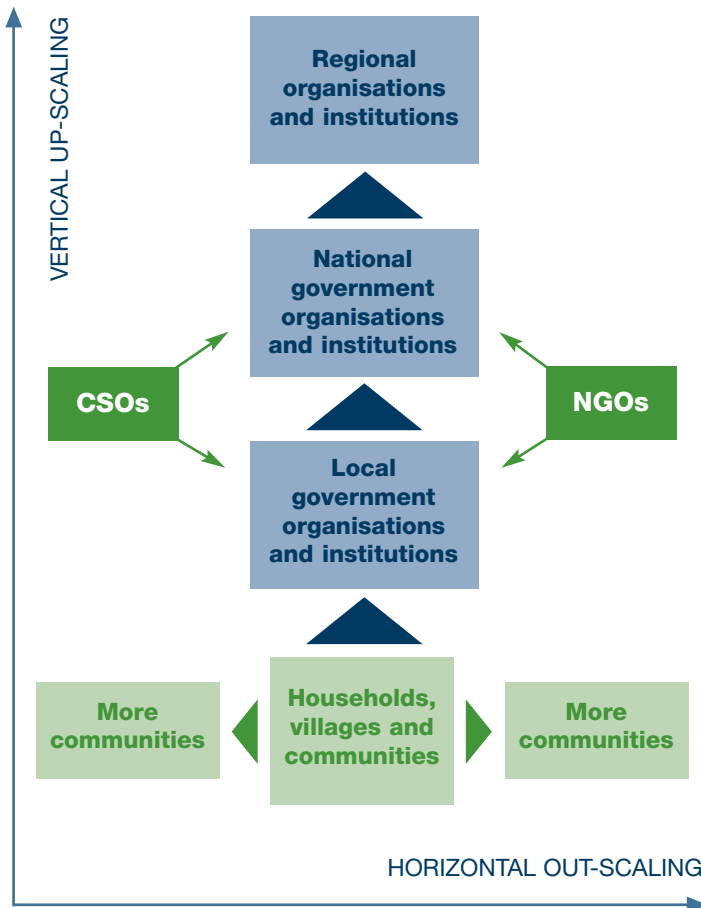 VERTICAL UP-SCALING
Regional
organisations
and institutions
National
government
organisations
and institutions
CSOs
NGOs
Local
government
organisations
and institutions
More
communities
Households,
villages and
communities
More
communities
HORIZONTAL OUT-SCALING